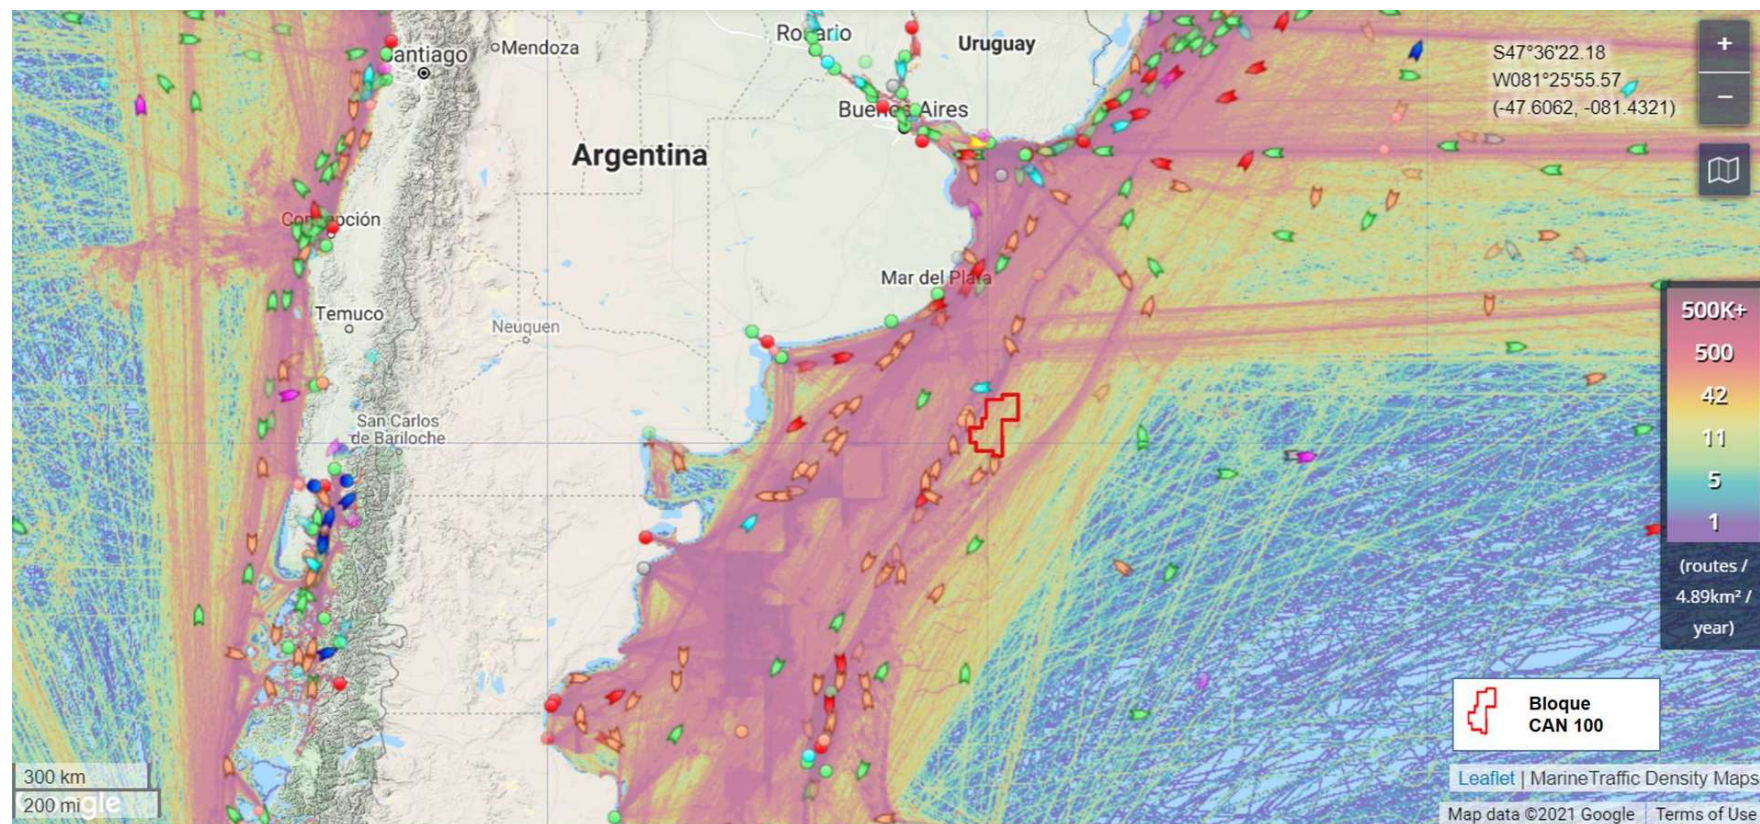 Santiago
Mendoza
Rosario
Uruguay
S47°36'22.18
W081°25'55.57
(-47.6062, -081.4321)
+
−
Buenos Aires
Argentina
Concepción
Mar del Plata
Temuco
Neuquen
San Carlos
de Bariloche
500K+
500
42
11
5
1
(routes /
4.89km² /
year)
Bloque
CAN 100
300 km
200 mi
Leaflet | MarineTraffic Density Maps
Map data ©2021 Google
Terms of Use